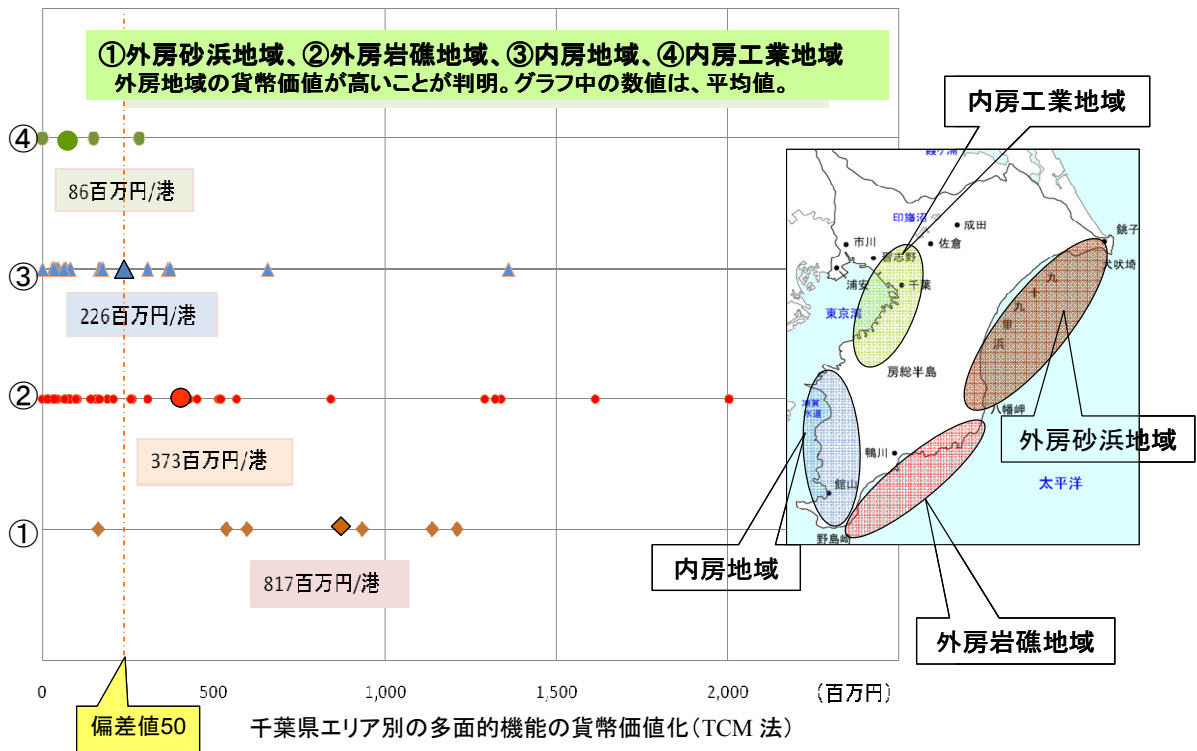 ①外房砂浜地域、②外房岩礁地域、③内房地域、④内房工業地域
外房地域の貨幣価値が高いことが判明。グラフ中の数値は、平均値。
④
86百万円/港
③
226百万円/港
②
373百万円/港
①
817百万円/港
0
500
1,000
1,500
2,000
(百万円)
偏差値50
千葉県エリア別の多面的機能の貨幣価値化(TCM 法)
内房工業地域
霞ヶ浦
印旛沼
成田
銚子
市川
佐倉
習志野
犬吠埼
浦安
千葉
東京湾
九
十
九
里
浜
房総半島
八幡岬
浦賀
水道
外房砂浜地域
鴨川
太平洋
館山
野島崎
内房地域
外房岩礁地域